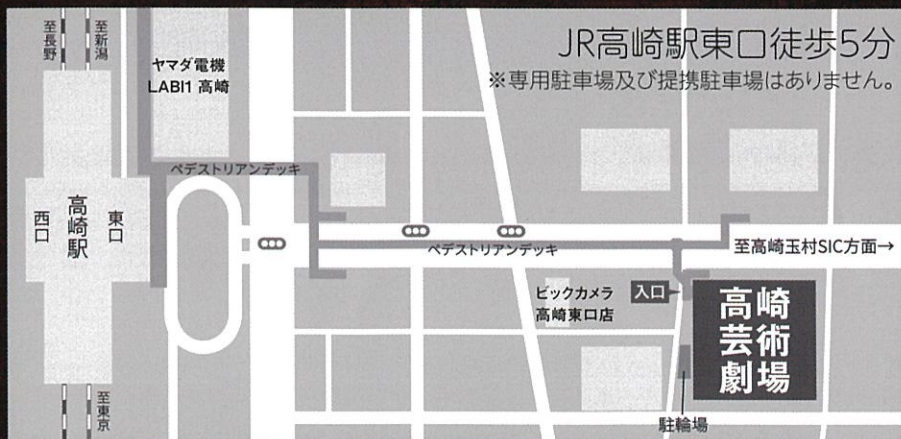 JR高崎駅東口徒歩5分
※専用駐車場及び提携駐車場はありません。
至長野
至新潟
ヤマダ電機
LABI1 高崎
ペデストリアンデッキ
西口
高崎駅
東口
ペデストリアンデッキ
至高崎玉村SIC方面→
ビックカメラ
高崎東口店
入口
高崎
芸術
劇場
駐輪場
至東京